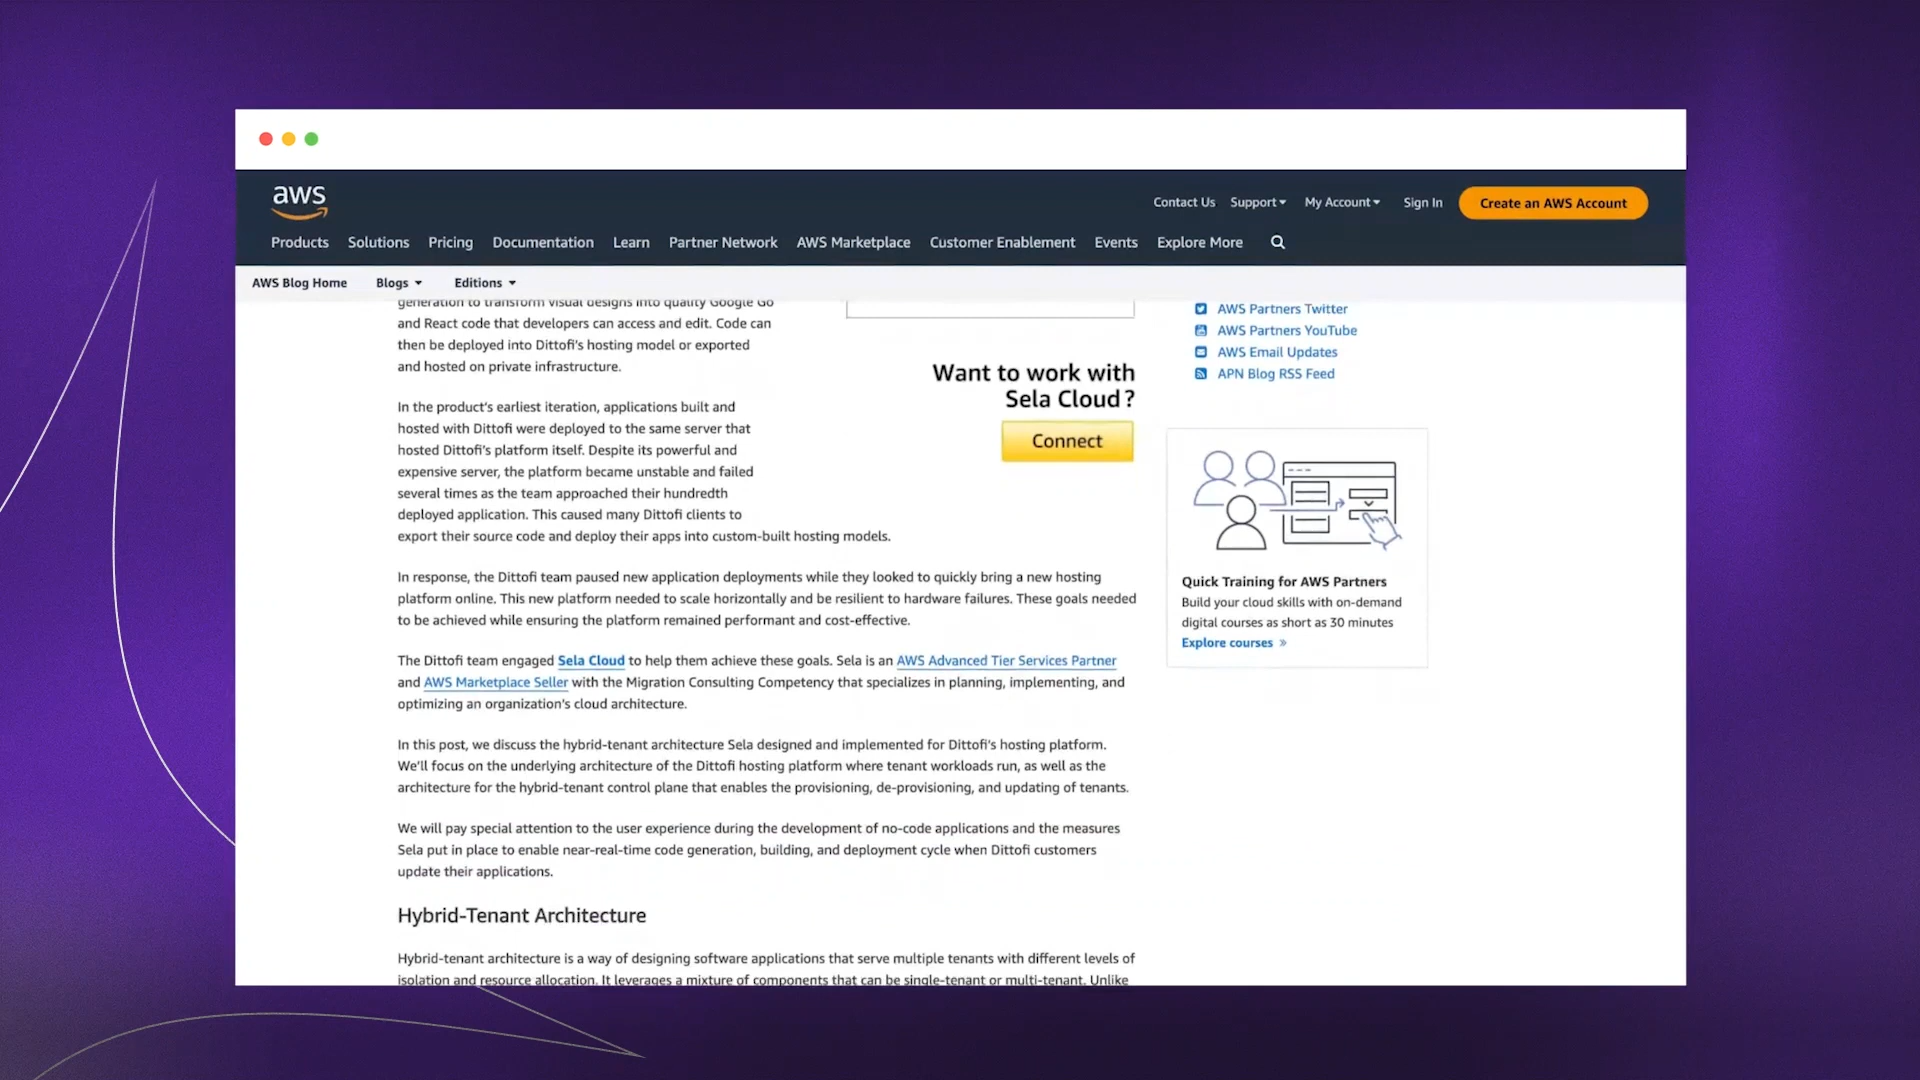 aws
Contact Us Support My Account Sign In Create an AWS Account
Products Solutions Pricing Documentation Learn Partner Network AWS Marketplace Customer Enablement Events Explore More
AWS Blog Home Blogs Editions
generation to transform visual designs into quality Google Go
and React code that developers can access and edit. Code can
then be deployed into Dittofi's hosting model or exported
and hosted on private infrastructure.
In the product's earliest iteration, applications built and
hosted with Dittofi were deployed to the same server that
hosted Dittofi's platform itself. Despite its powerful and
expensive server, the platform became unstable and failed
several times as the team approached their hundredth
deployed application. This caused many Dittofi clients to
export their source code and deploy their apps into custom-built hosting models.
Want to work with
Sela Cloud?
Connect
In response, the Dittofi team paused new application deployments while they looked to quickly bring a new hosting
platform online. This new platform needed to scale horizontally and be resilient to hardware failures. These goals needed
to be achieved while ensuring the platform remained performant and cost-effective.
The Dittofi team engaged Sela Cloud to help them achieve these goals. Sela is an AWS Advanced Tier Services Partner
and AWS Marketplace Seller with the Migration Consulting Competency that specializes in planning, implementing, and
optimizing an organization's cloud architecture.
In this post, we discuss the hybrid-tenant architecture Sela designed and implemented for Dittofi's hosting platform.
We'll focus on the underlying architecture of the Dittofi hosting platform where tenant workloads run, as well as the
architecture for the hybrid-tenant control plane that enables the provisioning, de-provisioning, and updating of tenants.
We will pay special attention to the user experience during the development of no-code applications and the measures
Sela put in place to enable near-real-time code generation, building, and deployment cycle when Dittofi customers
update their applications.
Hybrid-Tenant Architecture
Hybrid-tenant architecture is a way of designing software applications that serve multiple tenants with different levels of
isolation and resource allocation. It leverages a mixture of components that can be single-tenant or multi-tenant. Unlike
AWS Partners Twitter
AWS Partners YouTube
AWS Email Updates
APN Blog RSS Feed
Quick Training for AWS Partners
Build your cloud skills with on-demand
digital courses as short as 30 minutes
Explore courses »